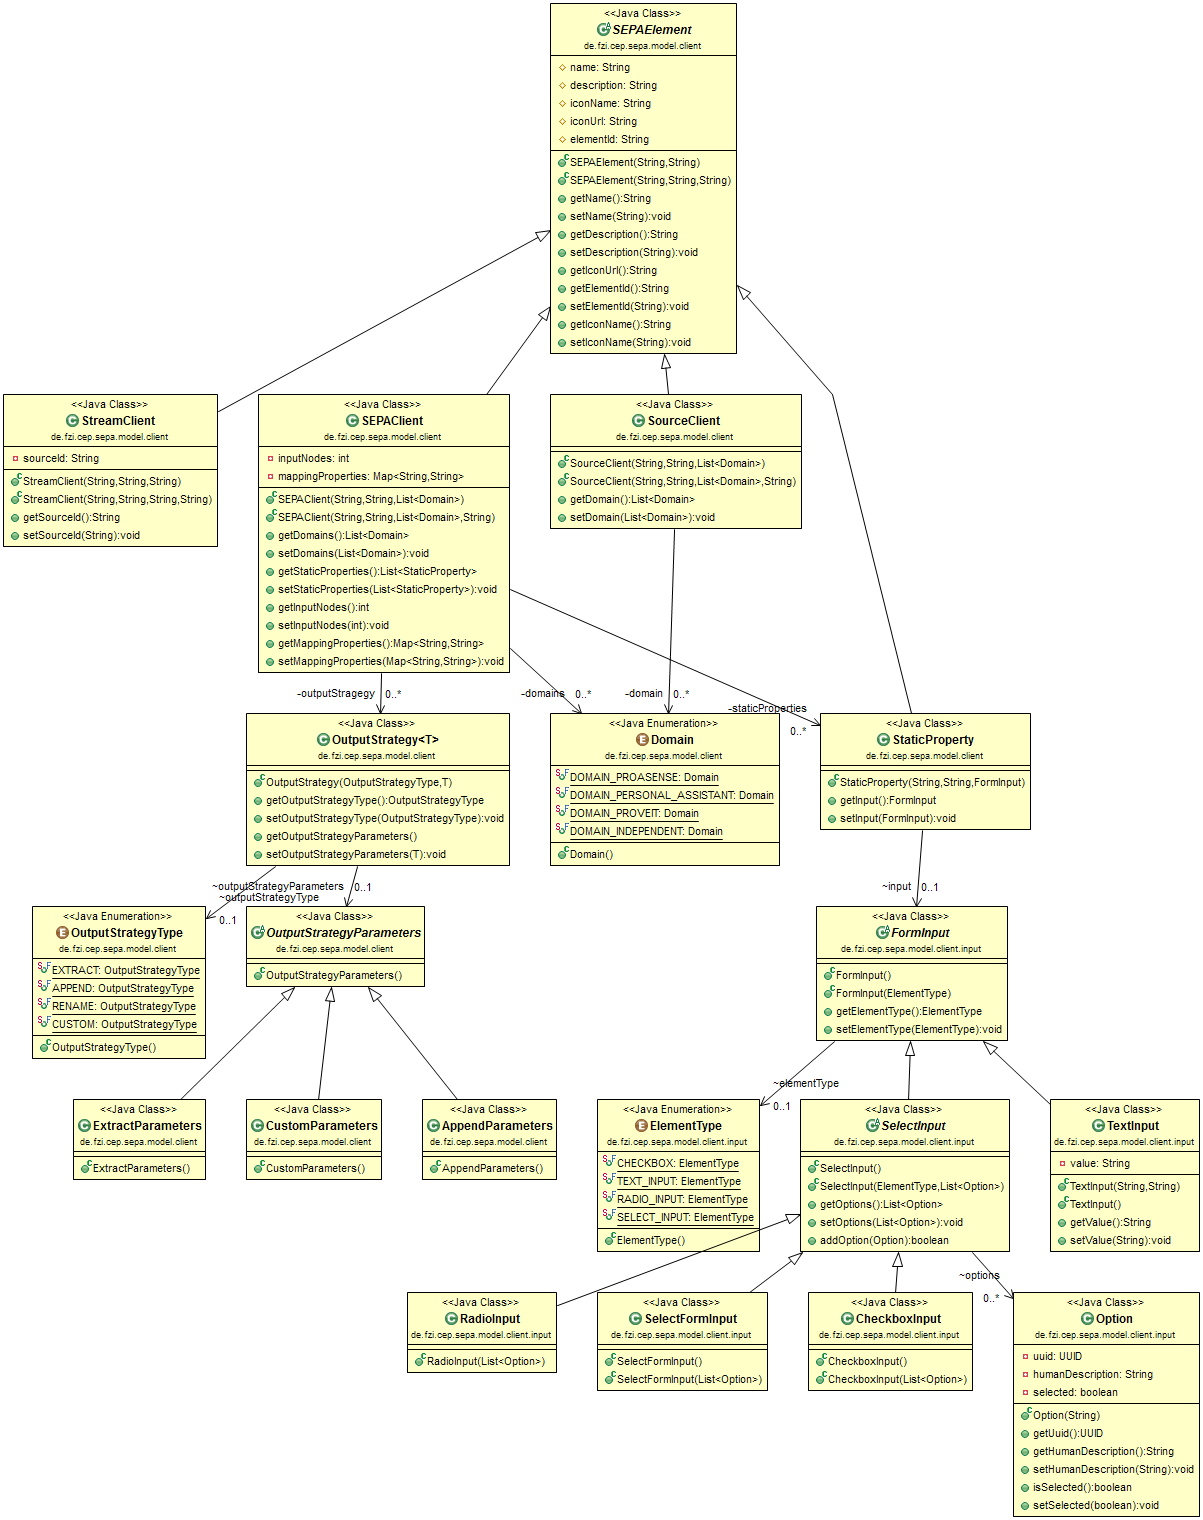 <<Java Class>>
SEPAElement
de.fzi.cep.sepa.model.client
name: String
description: String
iconName: String
iconUrl: String
elementId: String
SEPAElement(String,String)
SEPAElement(String,String,String)
getName():String
setName(String):void
getDescription():String
setDescription(String):void
getIconUrl():String
getElementId():String
setElementId(String):void
getIconName():String
setIconName(String):void
<<Java Class>>
StreamClient
de.fzi.cep.sepa.model.client
sourceId: String
StreamClient(String,String,String)
StreamClient(String,String,String,String)
getSourceId():String
setSourceId(String):void
<<Java Class>>
SEPAClient
de.fzi.cep.sepa.model.client
inputNodes: int
mappingProperties: Map<String,String>
SEPAClient(String,String,List<Domain>)
SEPAClient(String,String,List<Domain>,String)
getDomains():List<Domain>
setDomains(List<Domain>):void
getStaticProperties():List<StaticProperty>
setStaticProperties(List<StaticProperty>):void
getInputNodes():int
setInputNodes(int):void
getMappingProperties():Map<String,String>
setMappingProperties(Map<String,String>):void
<<Java Class>>
SourceClient
de.fzi.cep.sepa.model.client
SourceClient(String,String,List<Domain>)
SourceClient(String,String,List<Domain>,String)
getDomain():List<Domain>
setDomain(List<Domain>):void
-outputStragegy 0..*
-domains 0..*
-domain 0..*
-staticProperties
0..*
<<Java Class>>
OutputStrategy<T>
de.fzi.cep.sepa.model.client
OutputStrategy(OutputStrategyType,T)
getOutputStrategyType():OutputStrategyType
setOutputStrategyType(OutputStrategyType):void
getOutputStrategyParameters()
setOutputStrategyParameters(T):void
<<Java Enumeration>>
Domain
de.fzi.cep.sepa.model.client
DOMAIN_PROASENSE: Domain
DOMAIN_PERSONAL_ASSISTANT: Domain
DOMAIN_PROVEIT: Domain
DOMAIN_INDEPENDENT: Domain
Domain()
<<Java Class>>
StaticProperty
de.fzi.cep.sepa.model.client
StaticProperty(String,String,FormInput)
getInput():FormInput
setInput(FormInput):void
~outputStrategyParameters 0..1
~outputStrategyType
0..1
~input 0..1
<<Java Enumeration>>
OutputStrategyType
de.fzi.cep.sepa.model.client
EXTRACT: OutputStrategyType
APPEND: OutputStrategyType
RENAME: OutputStrategyType
CUSTOM: OutputStrategyType
OutputStrategyType()
<<Java Class>>
OutputStrategyParameters
de.fzi.cep.sepa.model.client
OutputStrategyParameters()
<<Java Class>>
FormInput
de.fzi.cep.sepa.model.client.input
FormInput()
FormInput(ElementType)
getElementType():ElementType
setElementType(ElementType):void
~elementType
0..1
<<Java Class>>
ExtractParameters
de.fzi.cep.sepa.model.client
ExtractParameters()
<<Java Class>>
CustomParameters
de.fzi.cep.sepa.model.client
CustomParameters()
<<Java Class>>
AppendParameters
de.fzi.cep.sepa.model.client
AppendParameters()
<<Java Enumeration>>
ElementType
de.fzi.cep.sepa.model.client.input
CHECKBOX: ElementType
TEXT_INPUT: ElementType
RADIO_INPUT: ElementType
SELECT_INPUT: ElementType
ElementType()
<<Java Class>>
SelectInput
de.fzi.cep.sepa.model.client.input
SelectInput()
SelectInput(ElementType,List<Option>)
getOptions():List<Option>
setOptions(List<Option>):void
addOption(Option):boolean
<<Java Class>>
TextInput
de.fzi.cep.sepa.model.client.input
value: String
TextInput(String,String)
TextInput()
getValue():String
setValue(String):void
~options
0..*
<<Java Class>>
RadioInput
de.fzi.cep.sepa.model.client.input
RadioInput(List<Option>)
<<Java Class>>
SelectFormInput
de.fzi.cep.sepa.model.client.input
SelectFormInput()
SelectFormInput(List<Option>)
<<Java Class>>
CheckboxInput
de.fzi.cep.sepa.model.client.input
CheckboxInput()
CheckboxInput(List<Option>)
<<Java Class>>
Option
de.fzi.cep.sepa.model.client.input
uuid: UUID
humanDescription: String
selected: boolean
Option(String)
getUuid():UUID
getHumanDescription():String
setHumanDescription(String):void
isSelected():boolean
setSelected(boolean):void